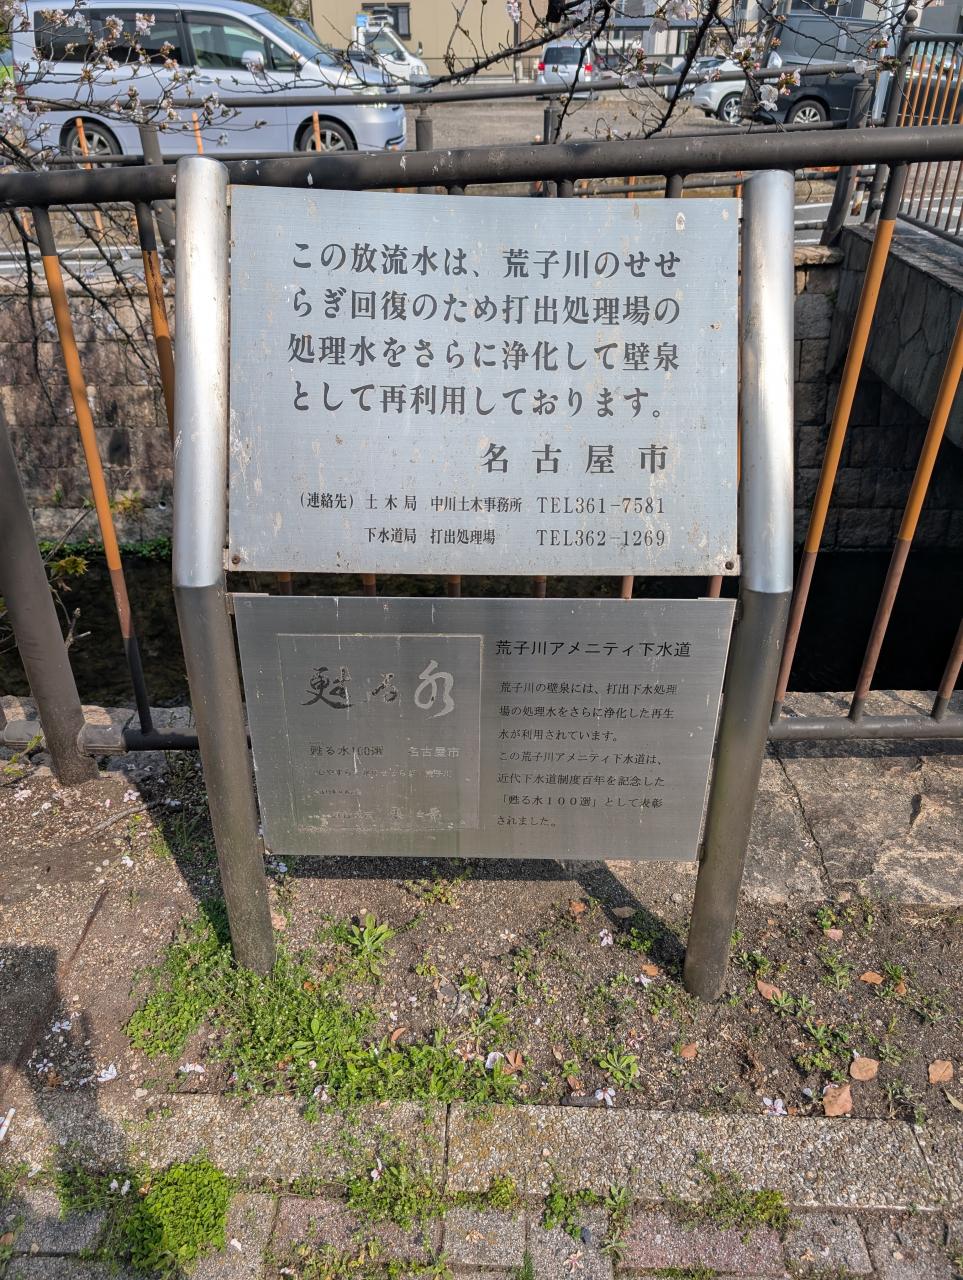 この放流水は、荒子川のせせ
らぎ回復のため打出処理場の
処理水をさらに浄化して壁泉
として再利用しております。
名古屋市
(連絡先) 土木局 中川土木事務所 TEL361-7581
下水道局 打出処理場 TEL362-1269
甦る水
甦る水100選 名古屋市
荒子川アメニティ下水道
荒子川の壁泉には、打出下水処理
場の処理水をさらに浄化した再生
水が利用されています。
この荒子川アメニティ下水道は、
近代下水道制度百年を記念した
「甦る水100選」として表彰
されました。